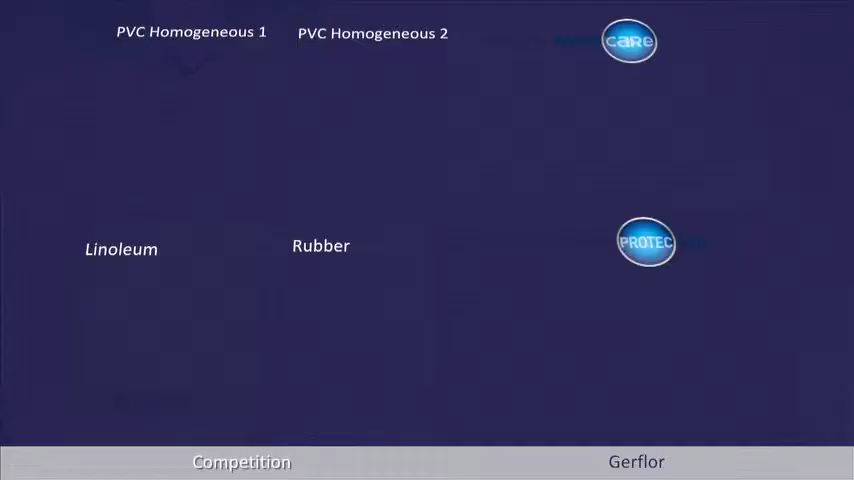 PVC Homogeneous 1
PVC Homogeneous 2
care
Linoleum
Rubber
PROTEC
Competition
Gerflor